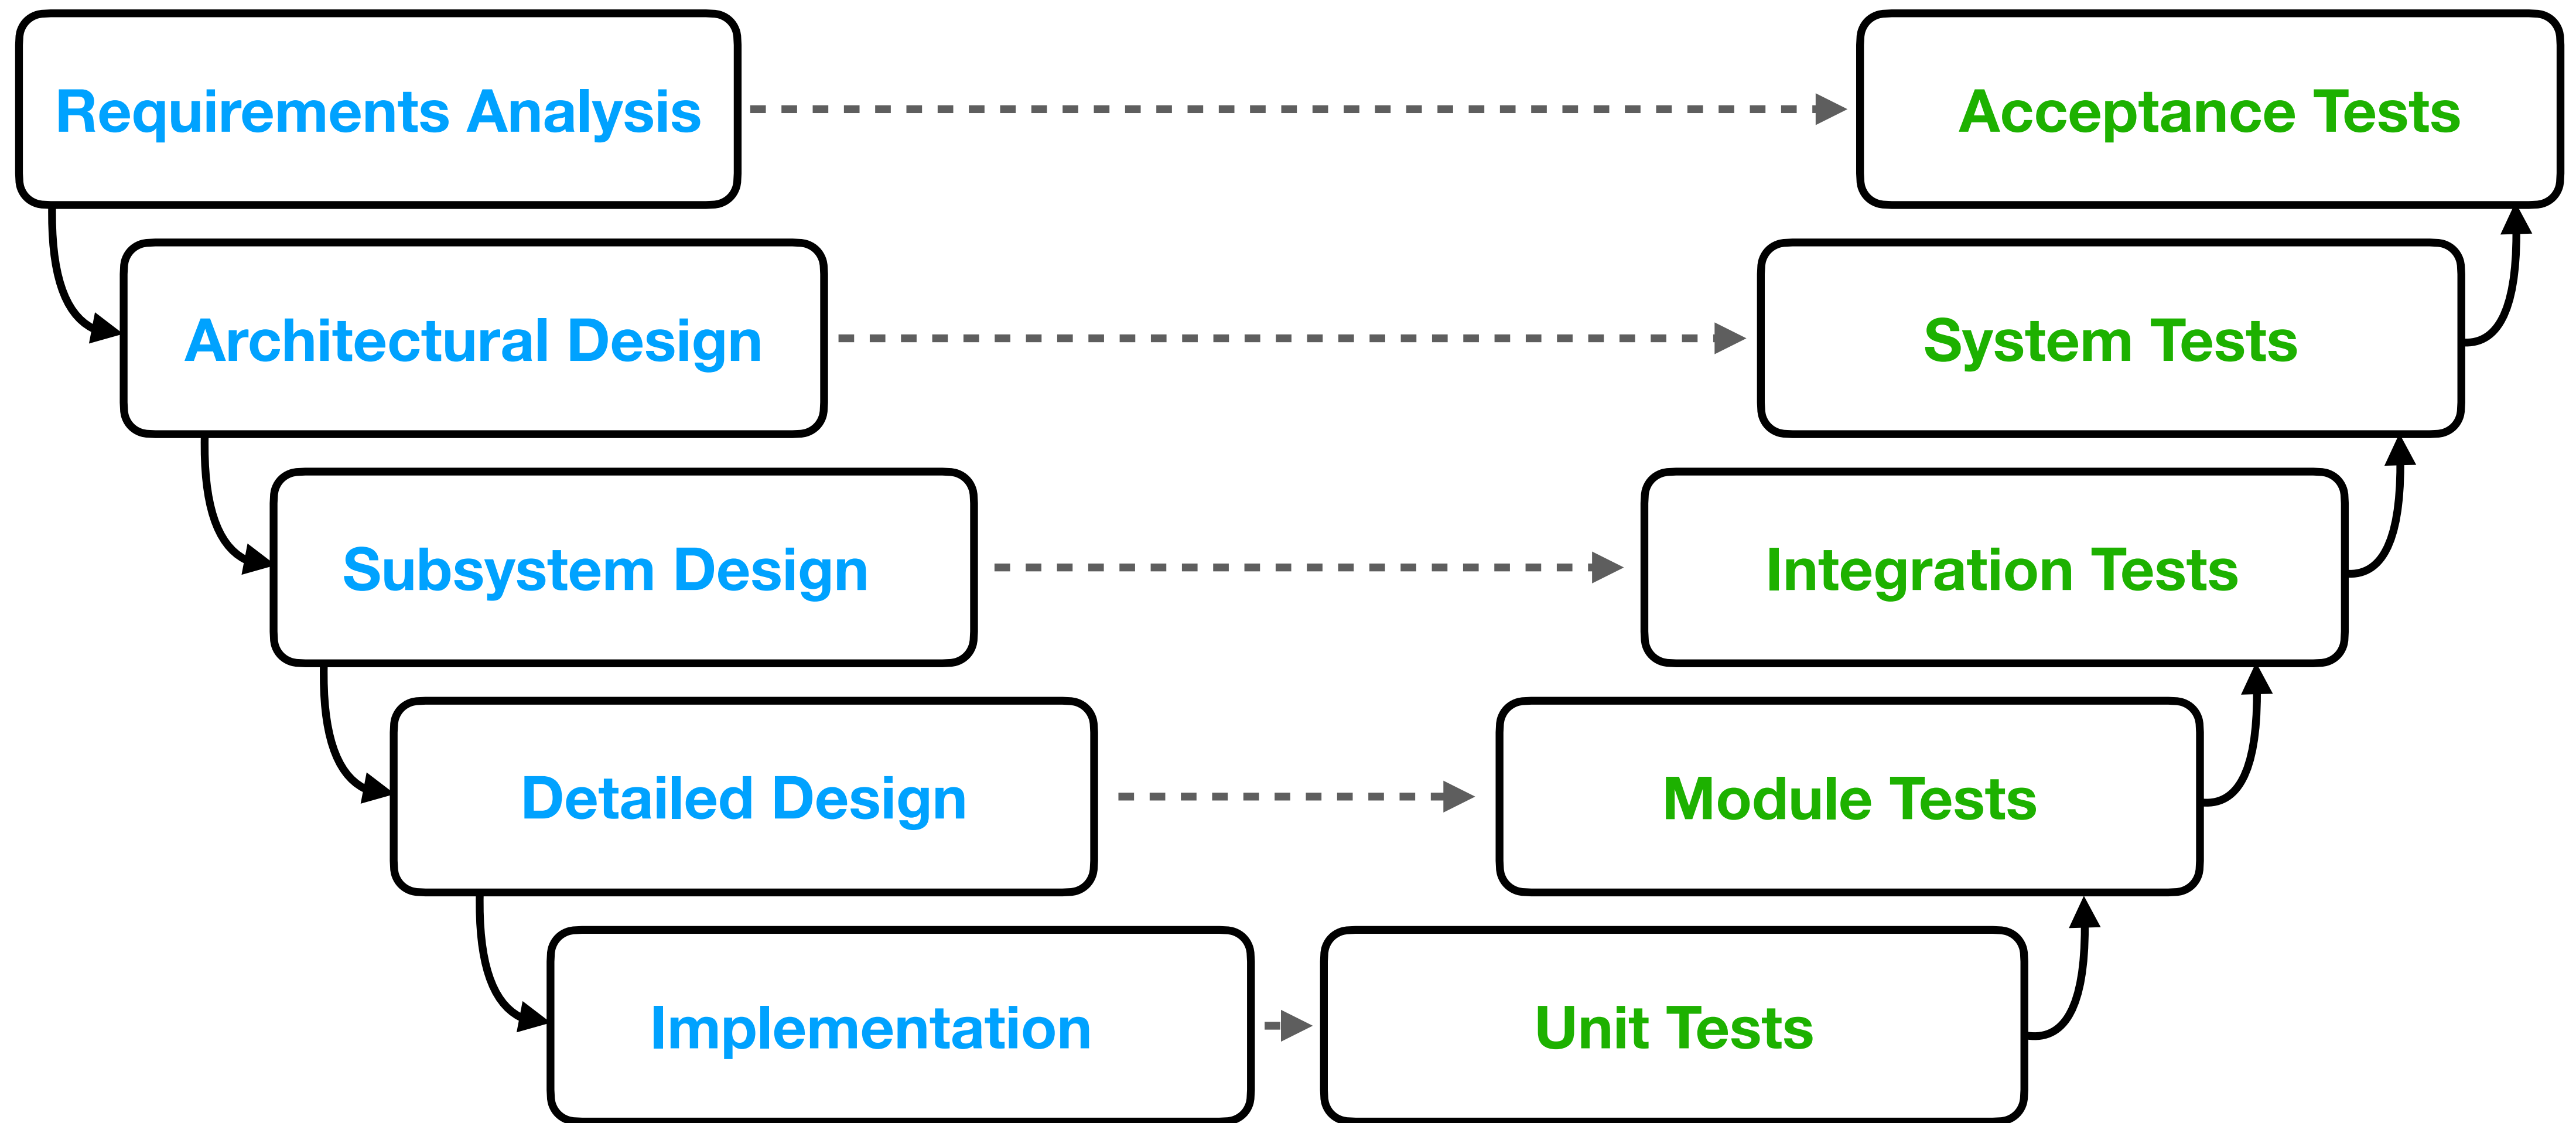 Requirements Analysis
Acceptance Tests
Architectural Design
System Tests
Subsystem Design
Integration Tests
Detailed Design
Module Tests
Implementation
Unit Tests